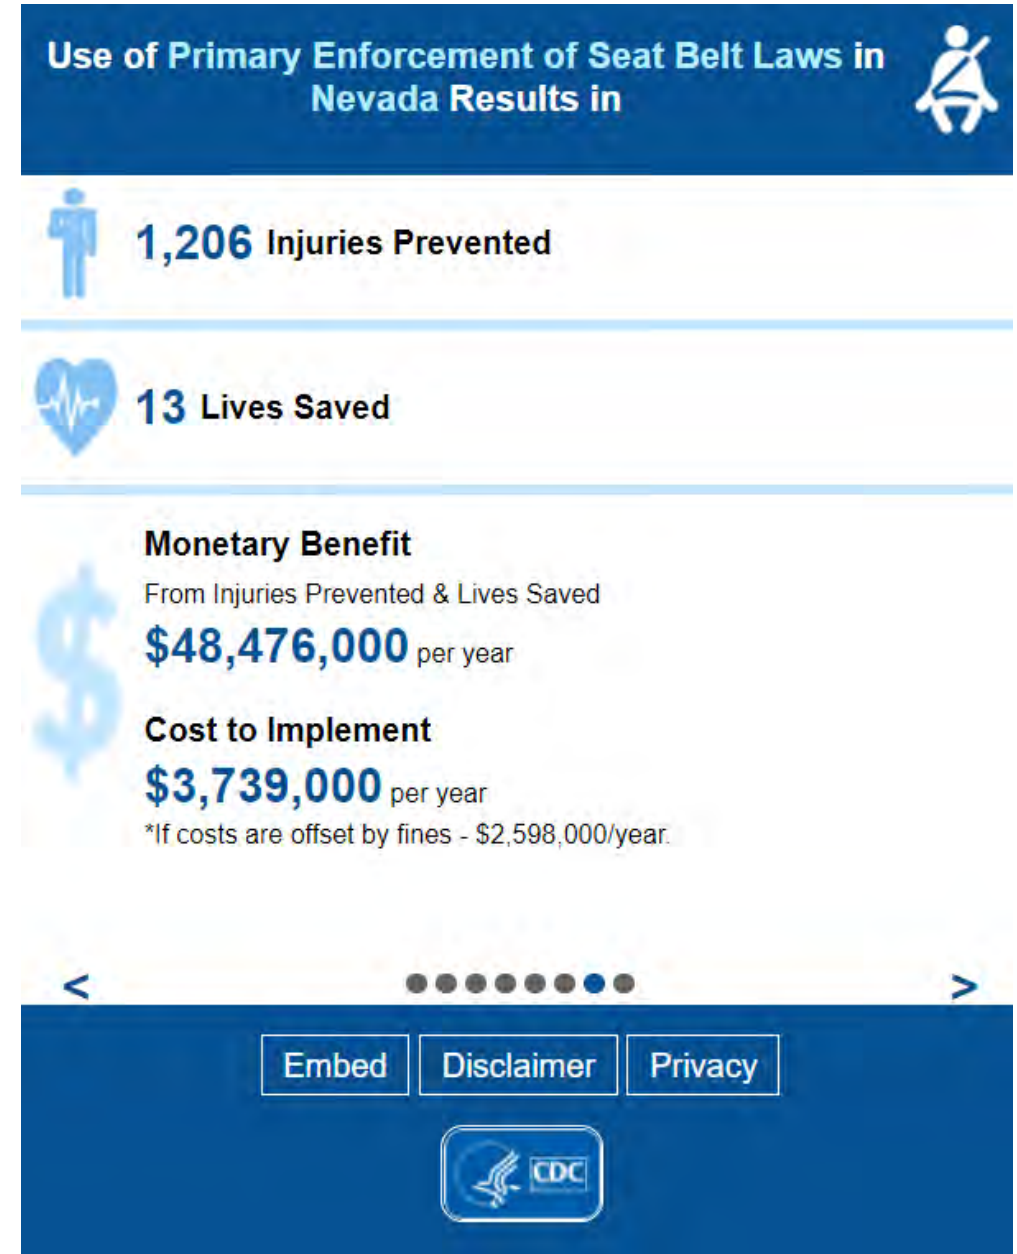 Use of Primary Enforcement of Seat Belt Laws in
Nevada Results in
1,206 Injuries Prevented
13 Lives Saved
Monetary Benefit
From Injuries Prevented & Lives Saved
$48,476,000 per year
Cost to Implement
$3,739,000 per year
*If costs are offset by fines - $2,598,000/year.
< >
Embed Disclaimer Privacy
CDC